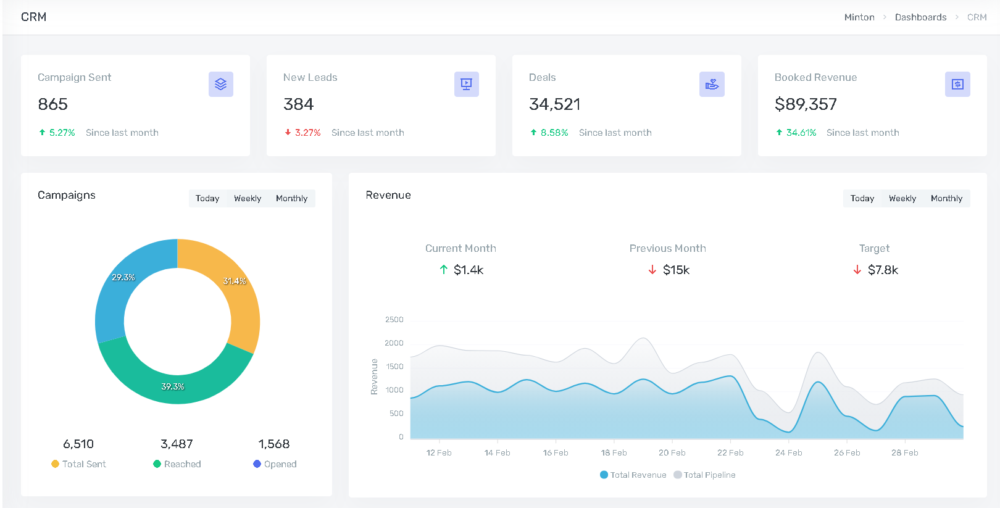 CRM
Minton > Dashboards > CRM
Campaign Sent
865
5.27% Since last month
New Leads
384
3.27% Since last month
Deals
34,521
8.58% Since last month
Booked Revenue
$89,357
34.61% Since last month
Campaigns
Today Weekly Monthly
29.3%
31.4%
39.3%
6,510
Total Sent
3,487
Reached
1,568
Opened
Revenue
Today Weekly Monthly
Current Month
$1.4k
Previous Month
$15k
Target
$7.8k
Revenue
2500
2000
1500
1000
500
0
12 Feb 14 Feb 16 Feb 18 Feb 20 Feb 22 Feb 24 Feb 26 Feb 28 Feb
Total Revenue Total Pipeline